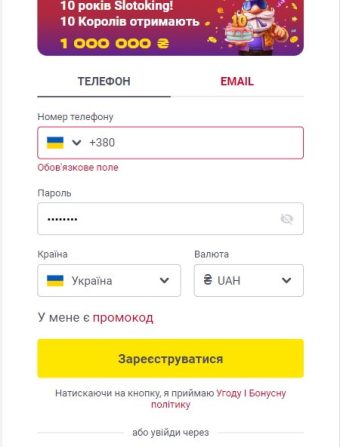 10 років Slotoking!
10 Королів отримають
1 000 000 ₴
10
ТЕЛЕФОН
EMAIL
Номер телефону
+380
Обов'язкове поле
Пароль
••••••••
Країна
Валюта
Україна
₴ UAH
У мене є промокод
Зареєструватися
Натискаючи на кнопку, я приймаю Угоду І Бонусну
політику
або увійди через